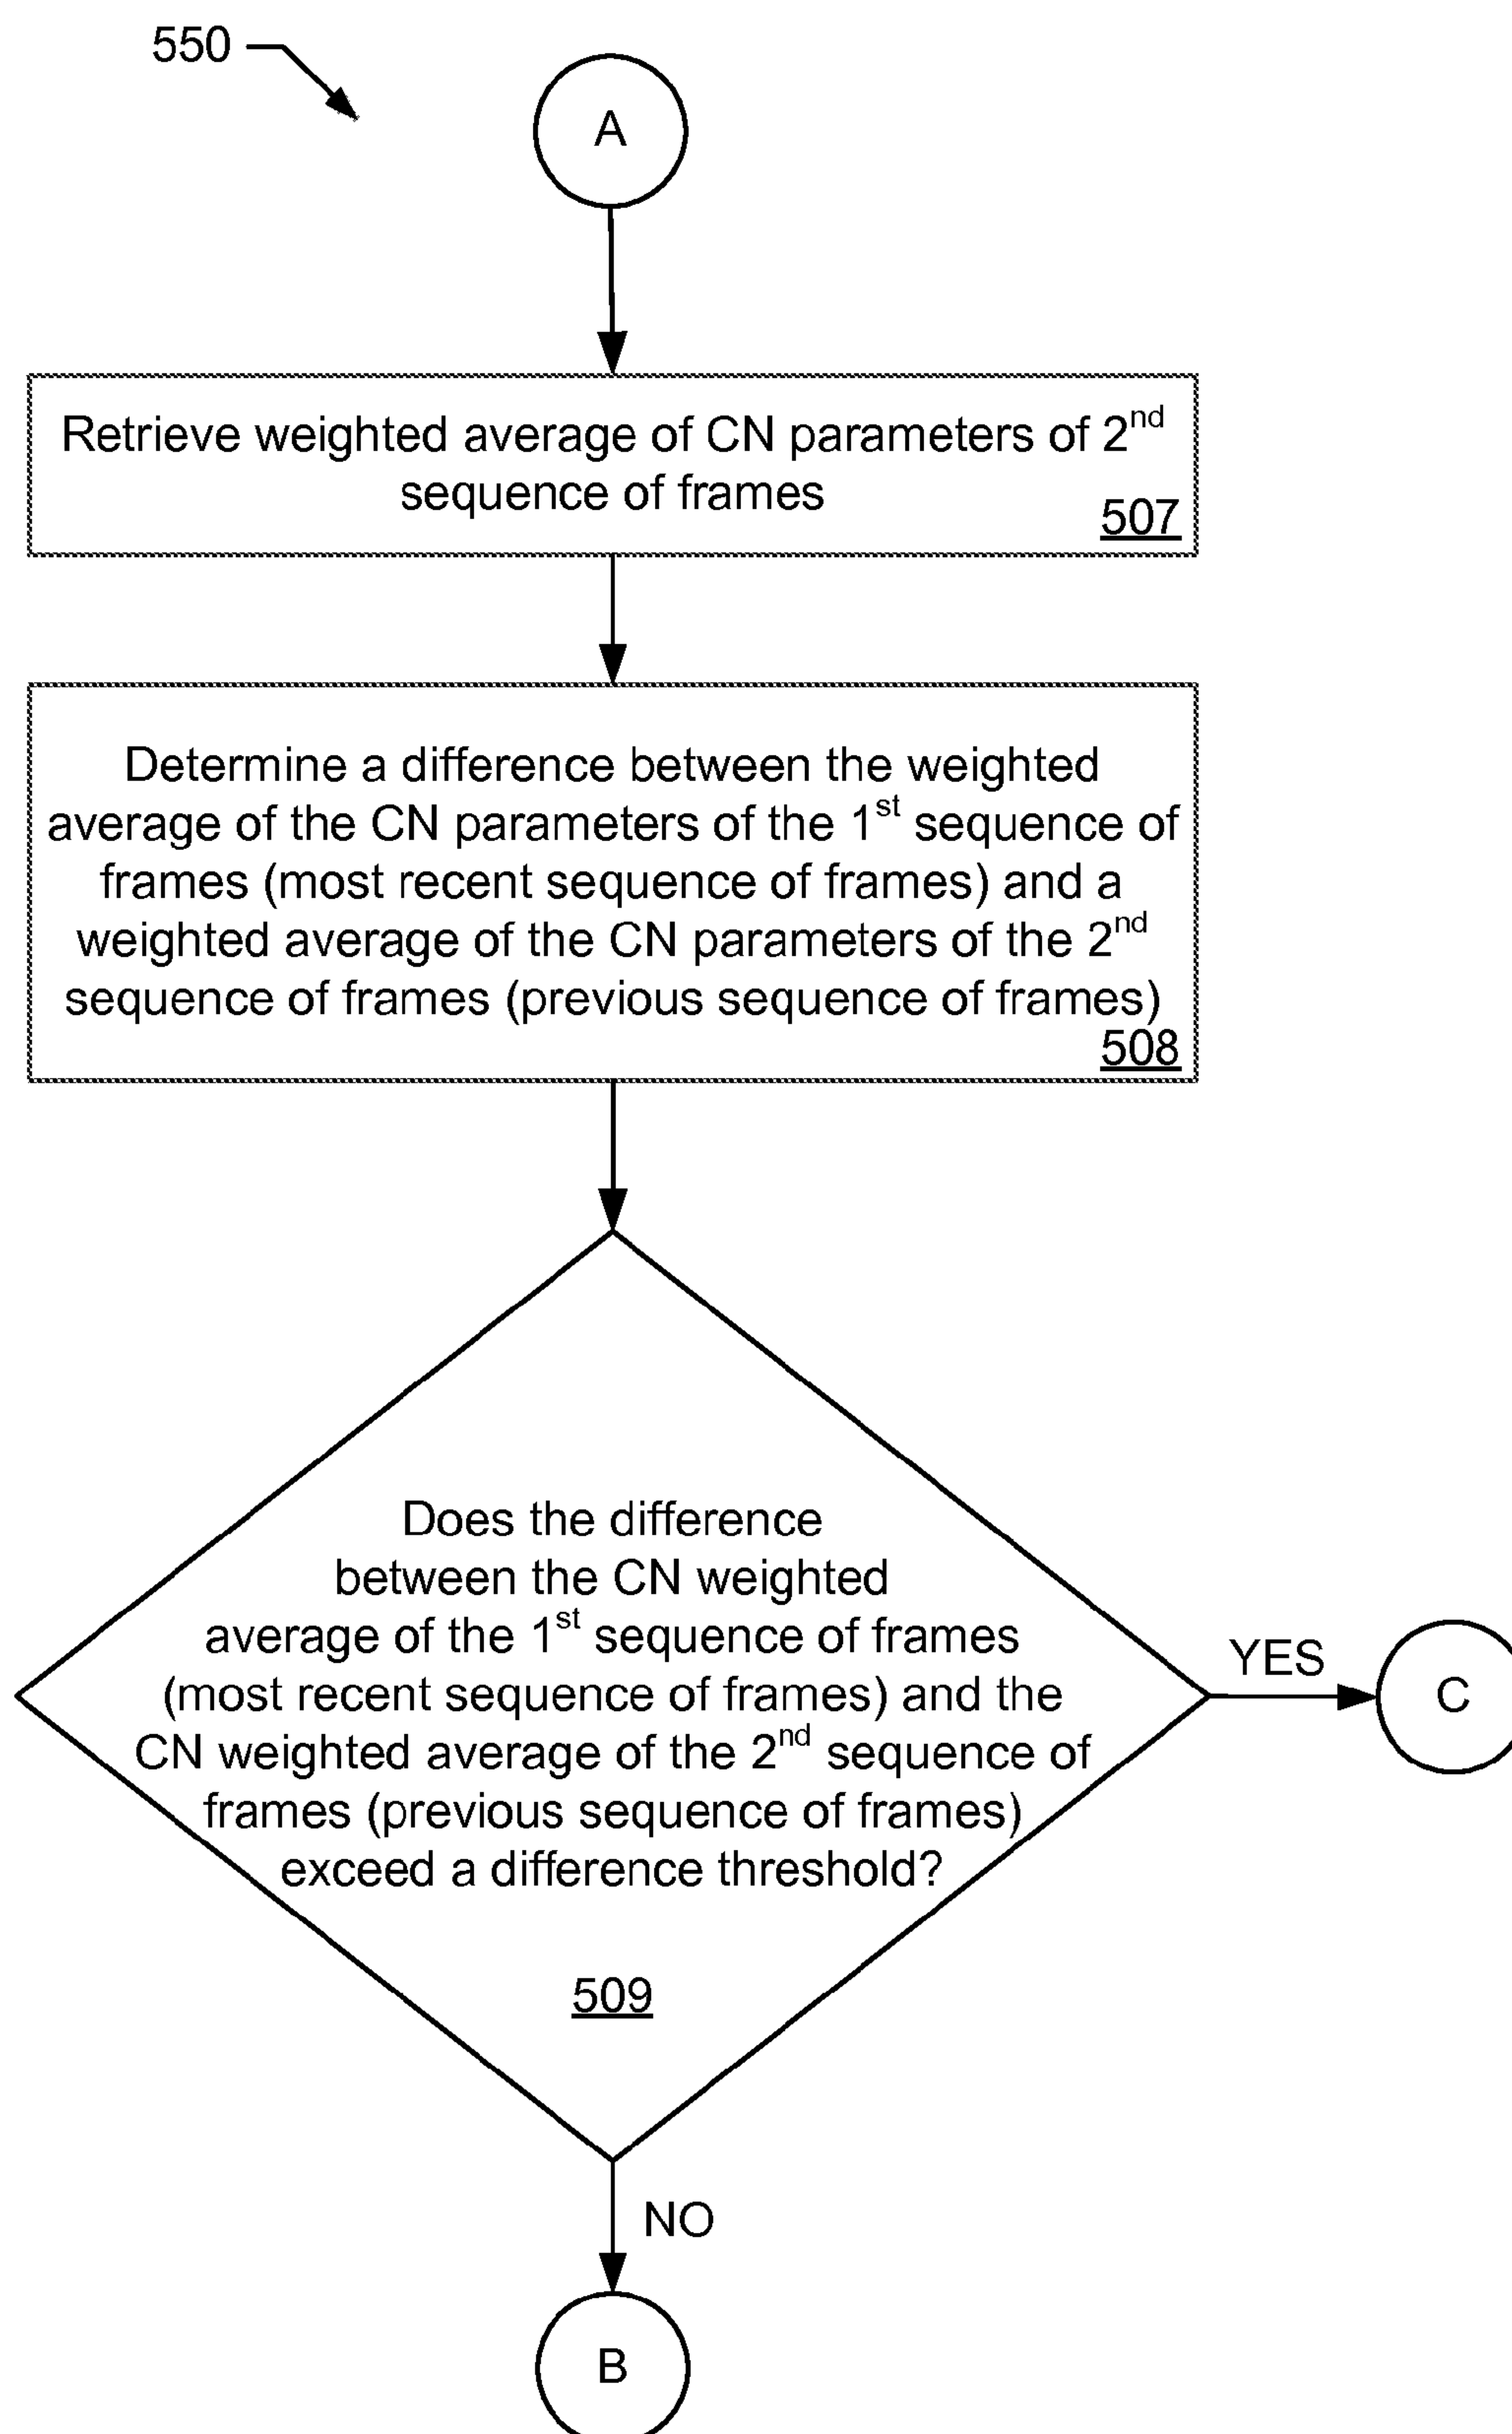 550
A
Retrieve weighted average of CN parameters of 2nd
sequence of frames
507
Determine a difference between the weighted
average of the CN parameters of the 1st sequence of
frames (most recent sequence of frames) and a
weighted average of the CN parameters of the 2nd
sequence of frames (previous sequence of frames)
508
Does the difference
between the CN weighted
average of the 1st sequence of frames
(most recent sequence of frames) and the
CN weighted average of the 2nd sequence of
frames (previous sequence of frames)
exceed a difference threshold?
509
YES
C
NO
B